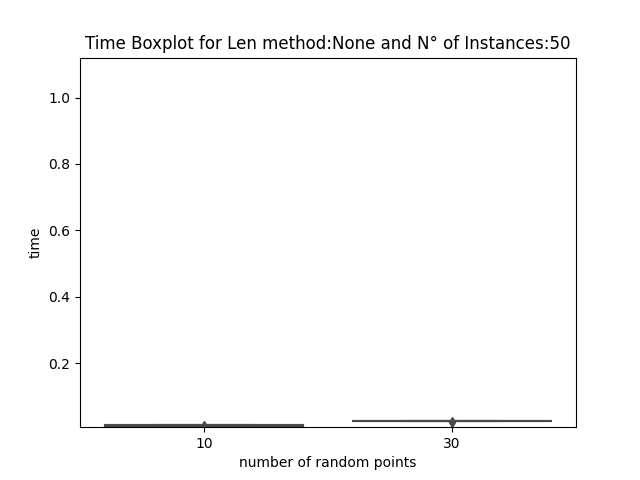 Time Boxplot for Len method:None and N° of Instances:50
1.0
0.8
0.6
0.4
0.2
time
10 30
number of random points